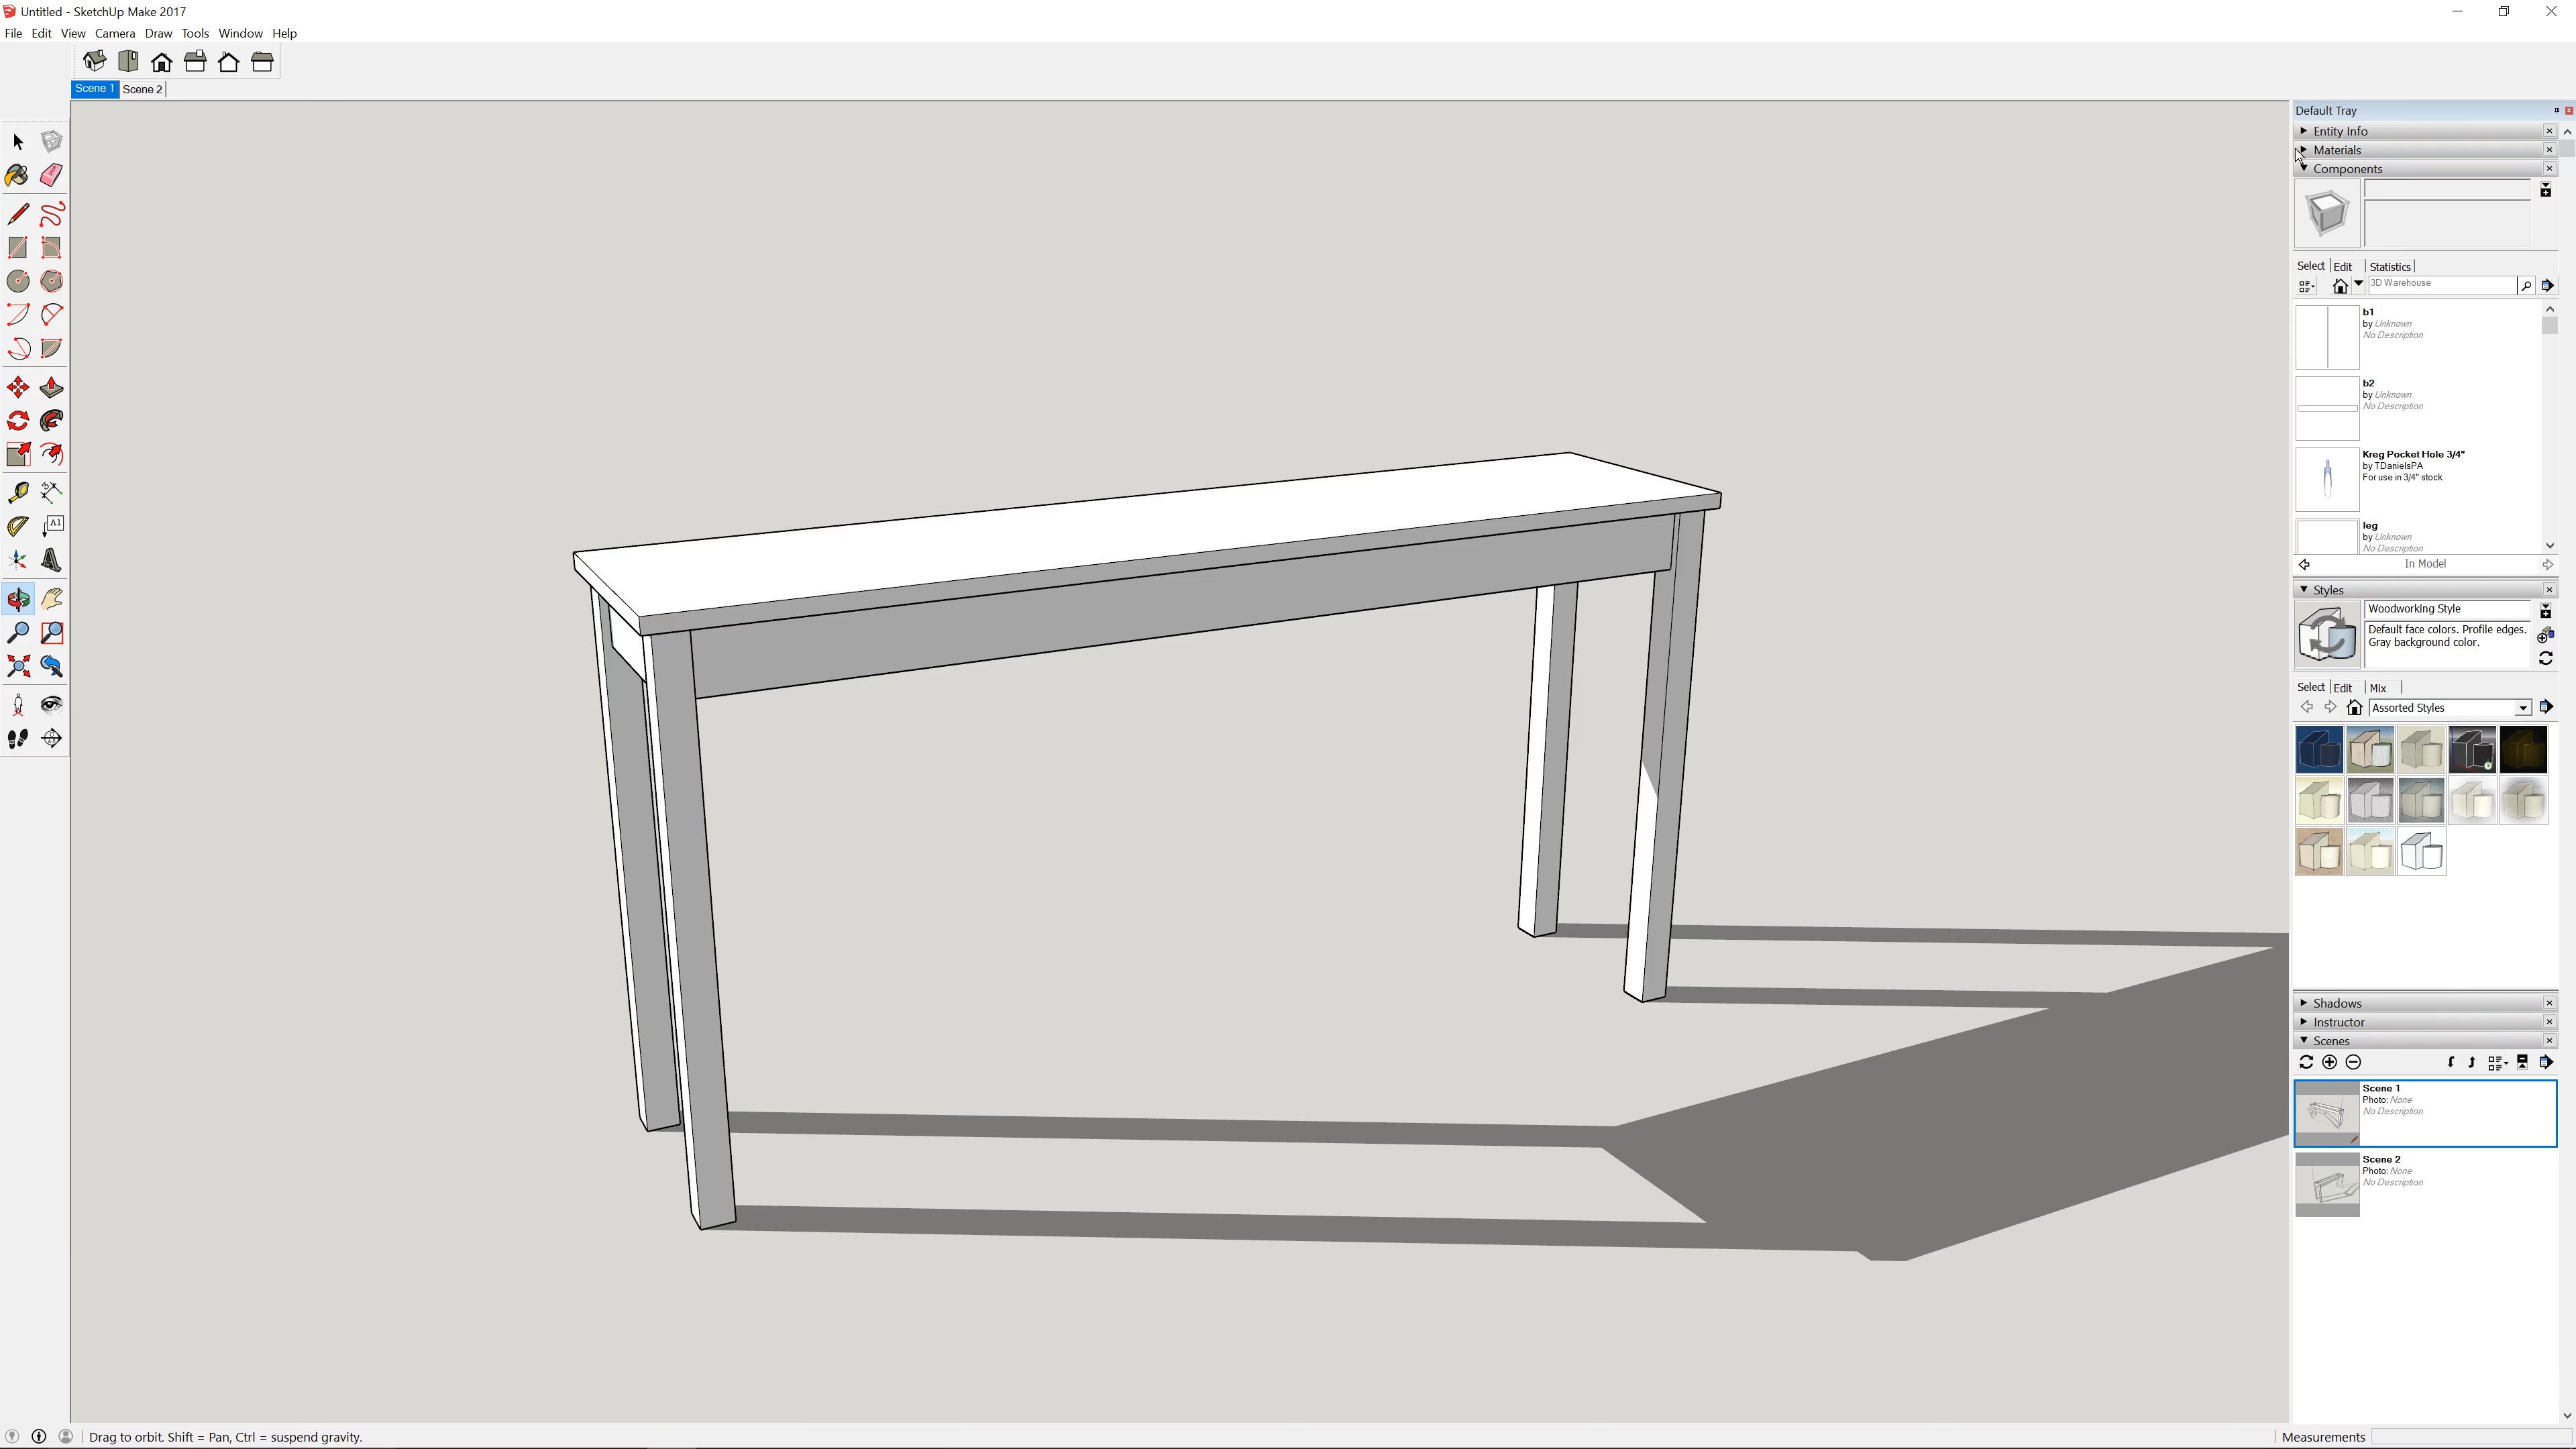 Untitled - SketchUp Make 2017
File Edit View Camera Draw Tools Window Help
Scene 1 Scene 2
Default Tray
Entity Info
Materials
Components
Select Edit Statistics
3D Warehouse
b1
by Unknown
No Description
b2
by Unknown
No Description
Kreg Pocket Hole 3/4"
by TDanielsPA
For use in 3/4" stock
leg
by Unknown
No Description
In Model
Styles
Woodworking Style
Default face colors. Profile edges.
Gray background color.
Select Edit Mix
Assorted Styles
Shadows
Instructor
Scenes
Scene 1
Photo: None
No Description
Scene 2
Photo: None
No Description
A1
Drag to orbit. Shift = Pan, Ctrl = suspend gravity.
Measurements